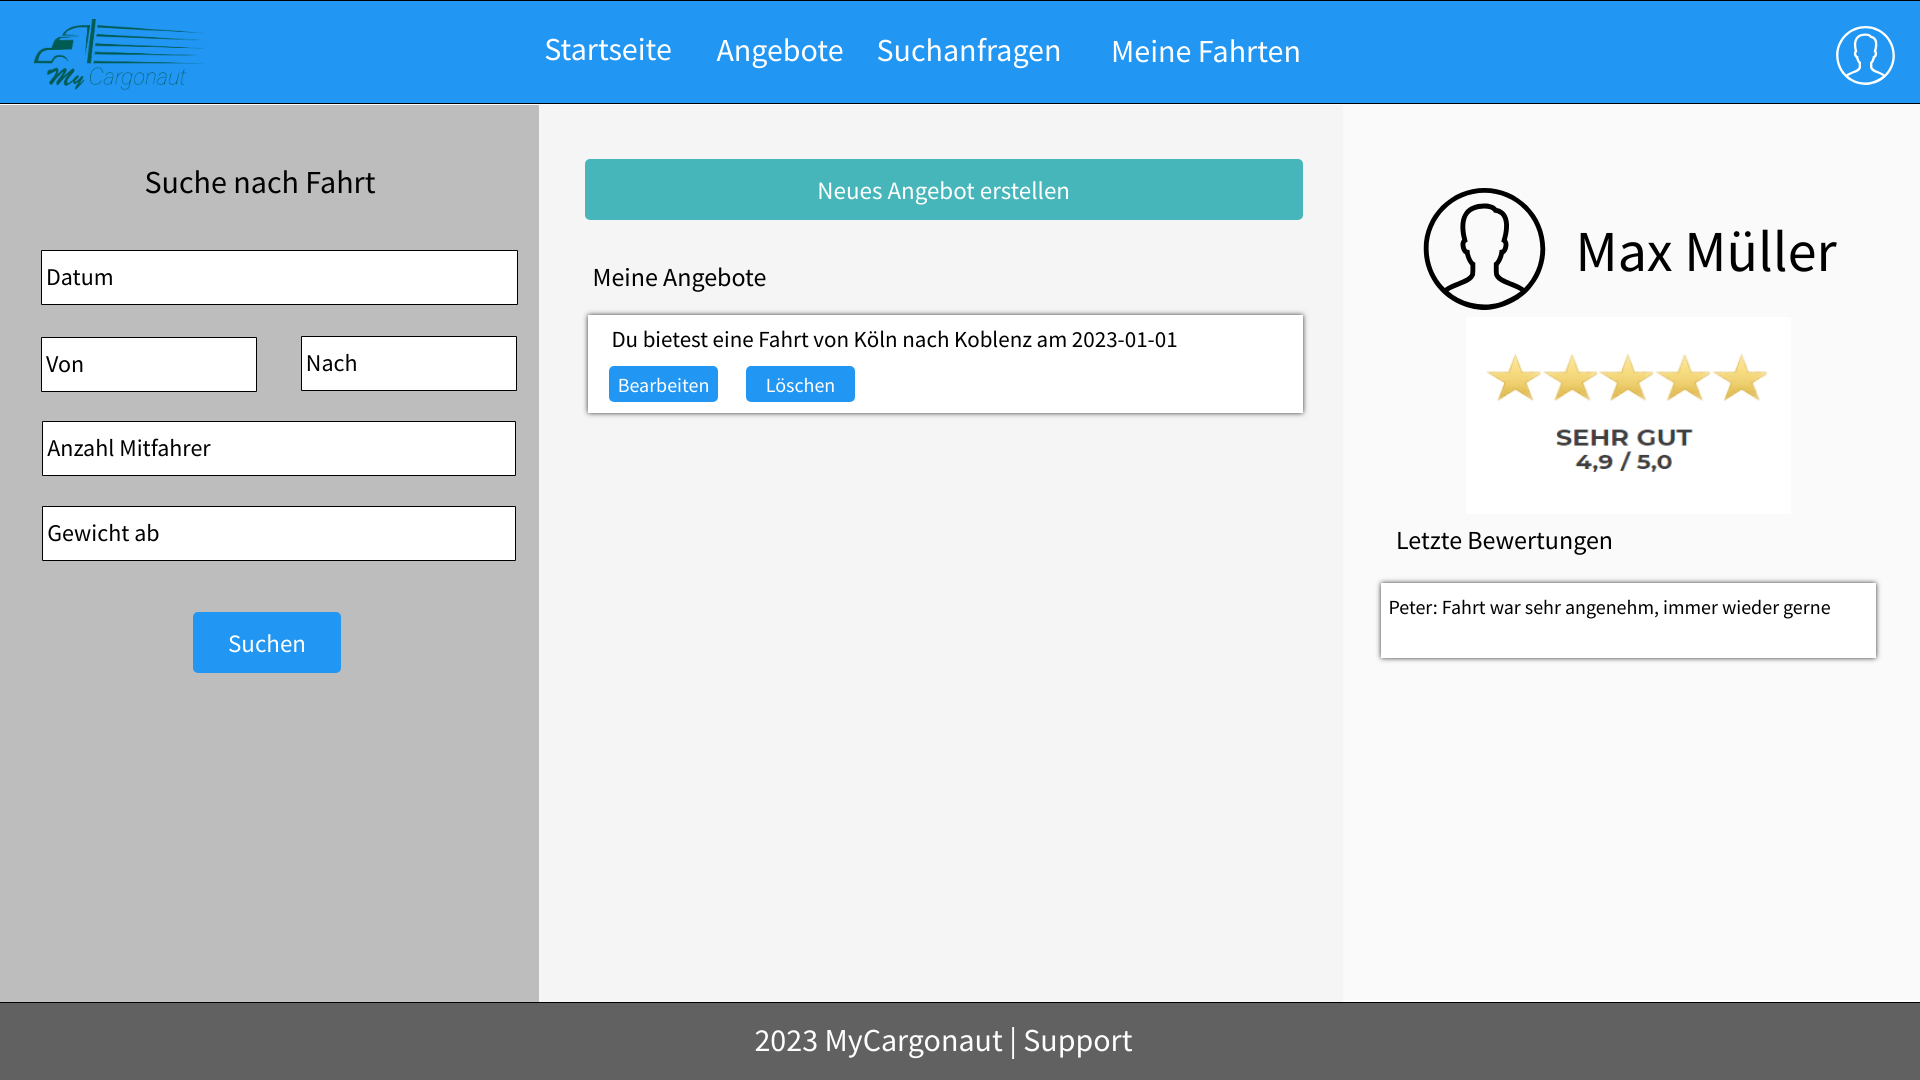 My Cargonaut
Startseite
Angebote
Suchanfragen
Meine Fahrten
Suche nach Fahrt
Datum
Von
Nach
Anzahl Mitfahrer
Gewicht ab
Suchen
Neues Angebot erstellen
Meine Angebote
Du bietest eine Fahrt von Köln nach Koblenz am 2023-01-01
Bearbeiten
Löschen
Max Müller
SEHR GUT
4,9 / 5,0
Letzte Bewertungen
Peter: Fahrt war sehr angenehm, immer wieder gerne
2023 MyCargonaut | Support